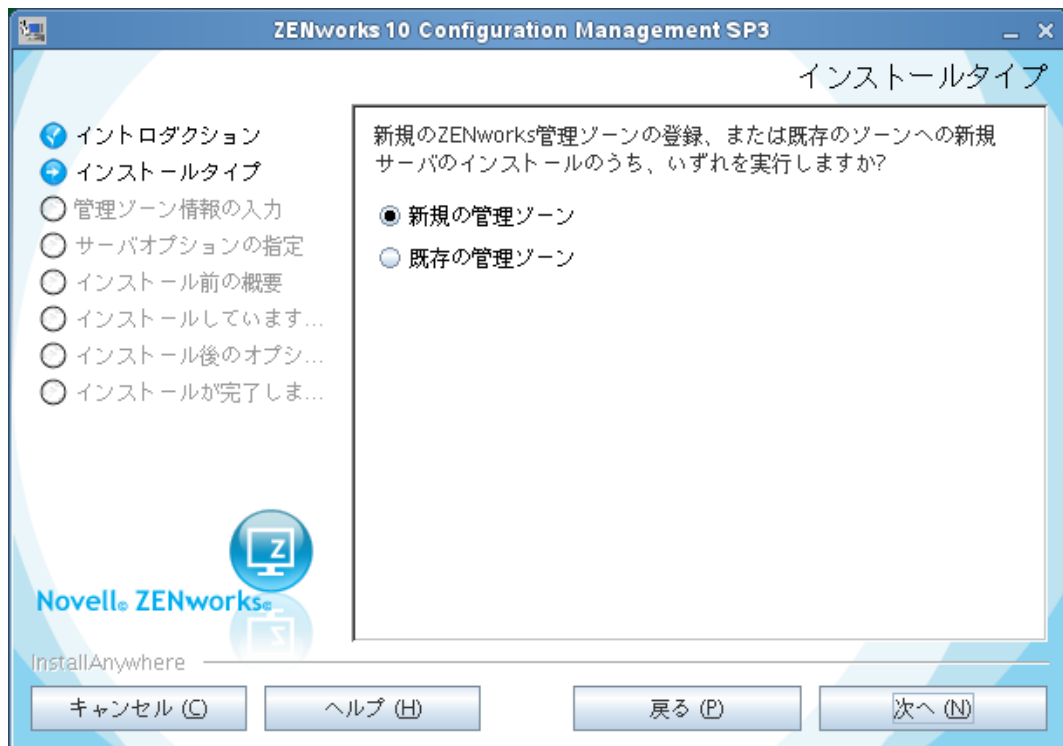 ZENworks 10 Configuration Management SP3
インストールタイプ
イントロダクション
インストールタイプ
管理ゾーン情報の入力
サーバオプションの指定
インストール前の概要
インストールしています...
インストール後のオプシ...
インストールが完了しま...
新規のZENworks管理ゾーンの登録、または既存のゾーンへの新規
サーバのインストールのうち、いずれを実行しますか?
新規の管理ゾーン
既存の管理ゾーン
Z
Novell® ZENworks®
InstallAnywhere
キャンセル (C)
ヘルプ (H)
戻る (P)
次へ (N)